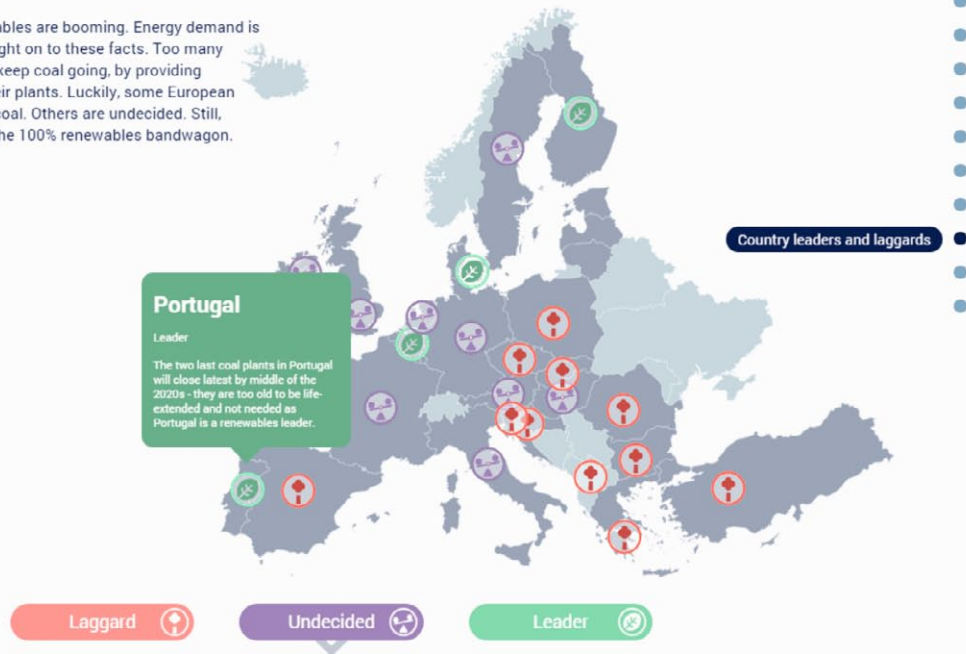 bles are booming. Energy demand is
ght on to these facts. Too many
keep coal going, by providing
eir plants. Luckily, some European
coal. Others are undecided. Still,
he 100% renewables bandwagon.
Country leaders and laggards
Portugal
Leader
The two last coal plants in Portugal
will close latest by middle of the
2020s - they are too old to be life-
extended and not needed as
Portugal is a renewables leader.
Laggard
Undecided
Leader